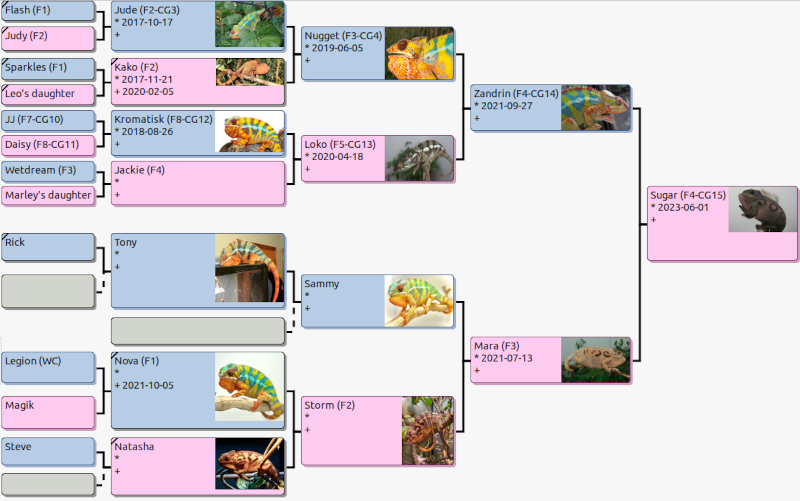 Flash (F1)
Judy (F2)
Sparkles (F1)
Leo's daughter
JJ (F7-CG10)
Daisy (F8-CG11)
Wetdream (F3)
Marley's daughter
Rick
Legion (WC)
Magik
Steve
Jude (F2-CG3)
* 2017-10-17
+
Kako (F2)
* 2017-11-21
+ 2020-02-05
Kromatisk (F8-CG12)
* 2018-08-26
+
Jackie (F4)
*
+
Tony
*
+
Nova (F1)
*
+ 2021-10-05
Natasha
*
+
Nugget (F3-CG4)
* 2019-06-05
+
Loko (F5-CG13)
* 2020-04-18
+
Sammy
*
+
Storm (F2)
*
+
Zandrin (F4-CG14)
* 2021-09-27
+
Mara (F3)
* 2021-07-13
+
Sugar (F4-CG15)
* 2023-06-01
+